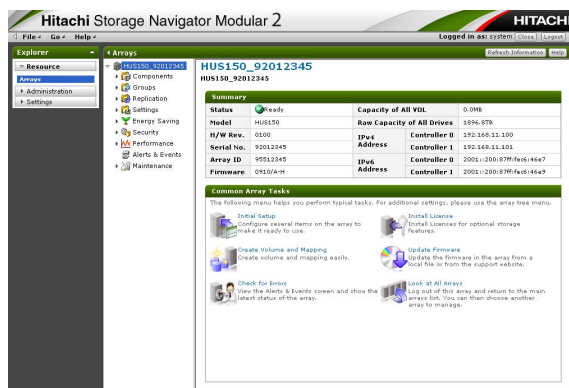 Hitachi Storage Navigator Modular 2
HITACHI
File Go Help
Logged in as: system Close Logout
Explorer
Arrays
Refresh Information Help
Resource
Arrays
Administration
Settings
HUS150_92012345
Components
Groups
Replication
Settings
Energy Saving
Security
Performance
Alerts & Events
Maintenance
HUS150_92012345
HUS150_92012345
Summary
Status Ready Capacity of All VOL 0.0MB
Model HUS150 Raw Capacity of All Drives 1896.8TB
H/W Rev. 0100 IPv4 Address Controller 0 192.168.11.100
Serial No. 92012345 Controller 1 192.168.11.101
Array ID 95512345 IPv6 Address Controller 0 2001::200:87ff:fec6:46e7
Firmware 0910/A-H Controller 1 2001::200:87ff:fec6:46e9
Common Array Tasks
The following menu helps you perform typical tasks. For additional settings, please use the array tree menu.
Initial Setup
Configure several items on the array to
make it ready to use.
Install License
Install Licenses for optional storage
features.
Create Volume and Mapping
Create volume and mapping easily.
Update Firmware
Update the firmware in the array from a
local file or from the support website.
Check for Errors
View the Alerts & Events screen and show the
latest status of the array.
Look at All Arrays
Log out of this array and return to the main
arrays list. You can then choose another
array to manage.